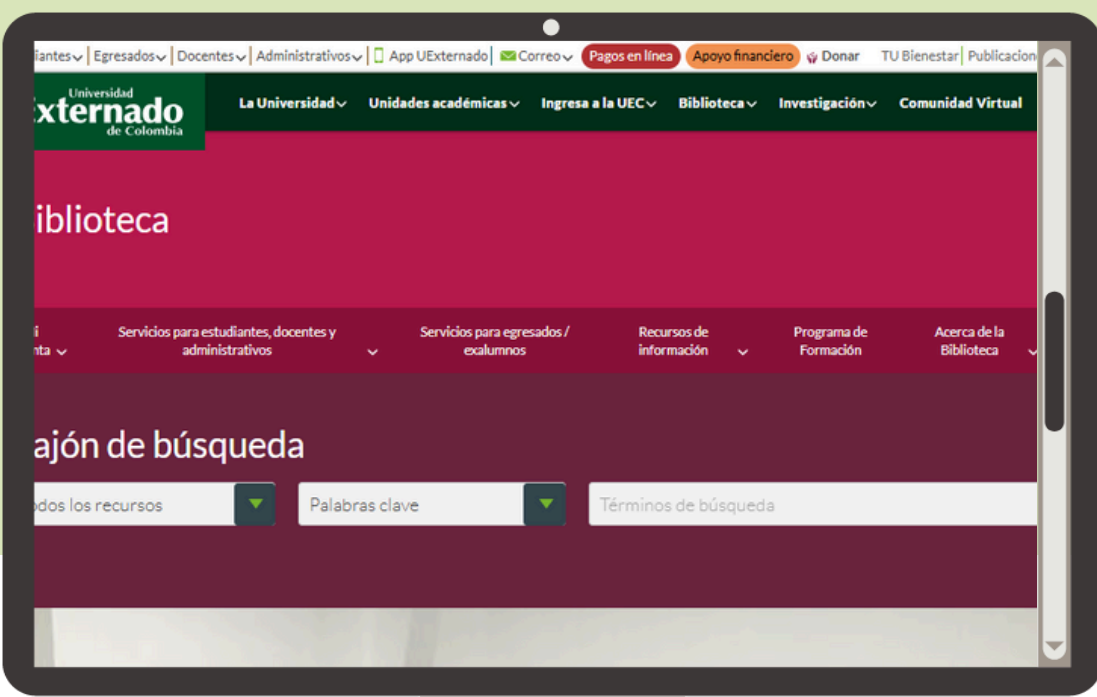 iantes | Egresados | Docentes | Administrativos | App UExternado | Correo Pagos en línea Apoyo financiero Donar TU Bienestar | Publicacion
Universidad
xternado
de Colombia
La Universidad Unidades académicas Ingresa a la UEC Biblioteca Investigación Comunidad Virtual
iblioteca
i
nta
Servicios para estudiantes, docentes y
administrativos
Servicios para egresados /
exalumnos
Recursos de
información
Programa de
Formación
Acerca de la
Biblioteca
ajón de búsqueda
odos los recursos Palabras clave Términos de búsqueda